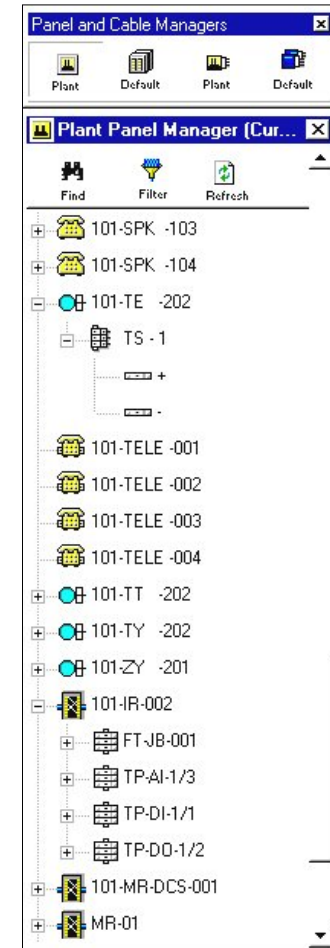 Panel and Cable Managers
Plant Default Plant Default
Plant Panel Manager (Cur...
Find Filter Refresh
101-SPK -103
101-SPK -104
101-TE -202
TS - 1
+
-
101-TELE -001
101-TELE -002
101-TELE -003
101-TELE -004
101-TT -202
101-TY -202
101-ZY -201
101-IR-002
FT-JB-001
TP-AI-1/3
TP-DI-1/1
TP-DO-1/2
101-MR-DCS-001
MR-01